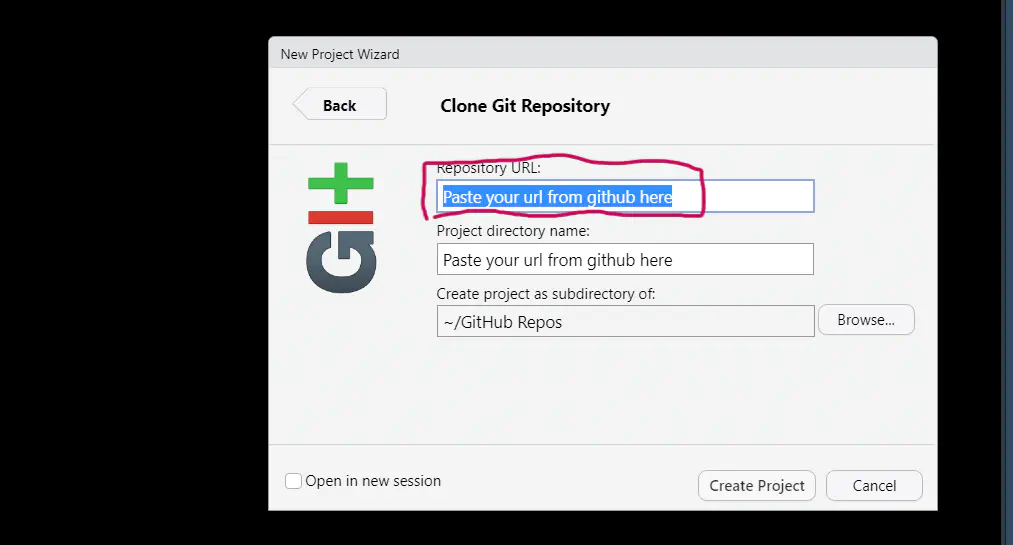 New Project Wizard
Back
Clone Git Repository
Git
Repository URL:
Paste your url from github here
Project directory name:
Paste your url from github here
Create project as subdirectory of:
~/GitHub Repos
Browse...
Open in new session
Create Project
Cancel